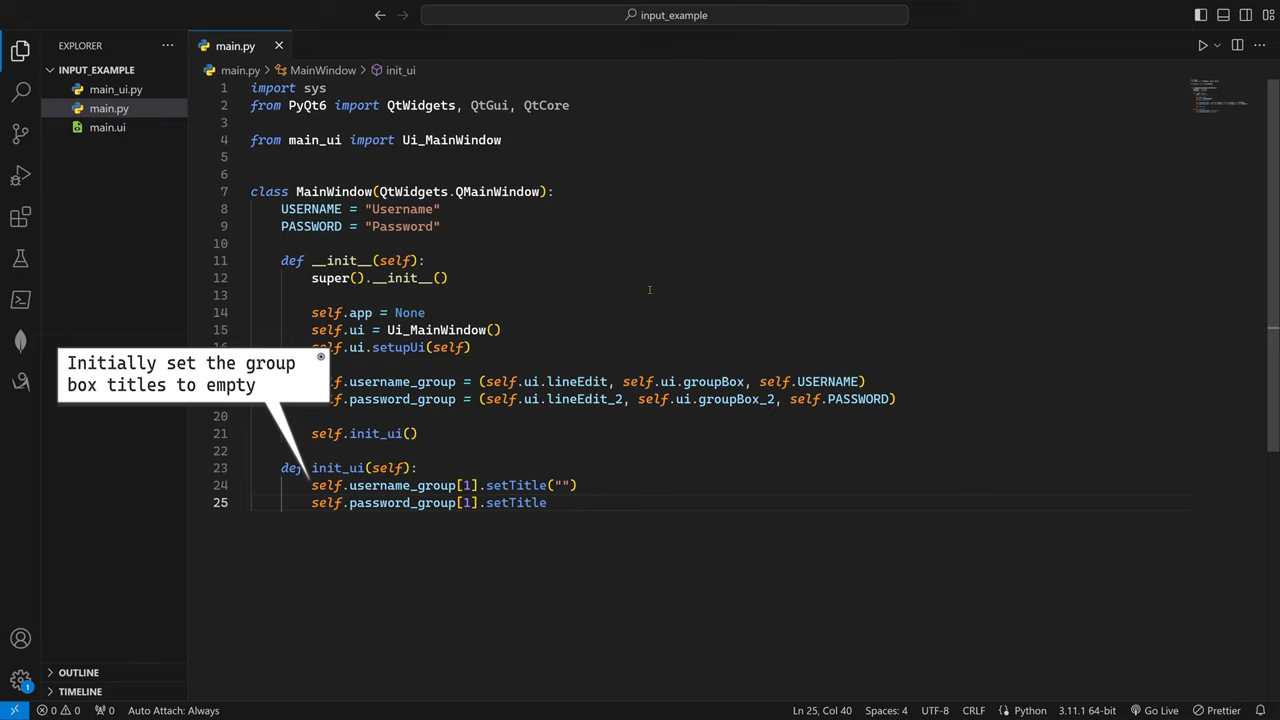 input_example
EXPLORER
main.py
INPUT_EXAMPLE
main_ui.py
main.py
main.ui
main.py > MainWindow > init_ui
1 import sys
2 from PyQt6 import QtWidgets, QtGui, QtCore
3
4 from main_ui import Ui_MainWindow
5
6
7 class MainWindow(QtWidgets.QMainWindow):
8 USERNAME = "Username"
9 PASSWORD = "Password"
10
11 def __init__(self):
12 super().__init__()
13
14 self.app = None
15 self.ui = Ui_MainWindow()
16 self.ui.setupUi(self)
Initially set the group
box titles to empty
.username_group = (self.ui.lineEdit, self.ui.groupBox, self.USERNAME)
.password_group = (self.ui.lineEdit_2, self.ui.groupBox_2, self.PASSWORD)
20
21 self.init_ui()
22
23 def init_ui(self):
24 self.username_group[1].setTitle("")
25 self.password_group[1].setTitle
OUTLINE
TIMELINE
1
0 0 0 Auto Attach: Always Ln 25, Col 40 Spaces: 4 UTF-8 CRLF Python 3.11.1 64-bit Go Live Prettier